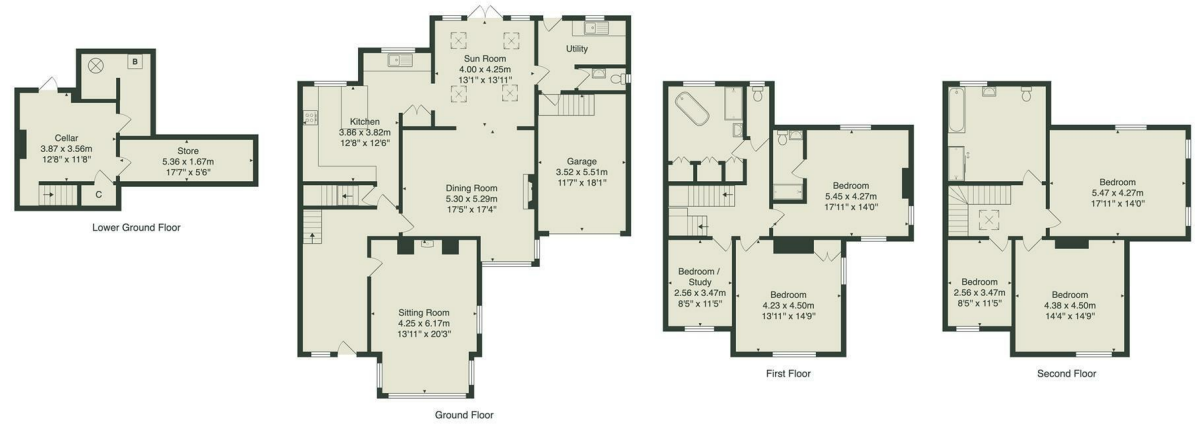 B
Cellar
3.87 x 3.56m
12'8" x 11'8"
Store
5.36 x 1.67m
17'7" x 5'6"
C
Lower Ground Floor
Sun Room
4.00 x 4.25m
13'1" x 13'11"
Utility
Kitchen
3.86 x 3.82m
12'8" x 12'6"
Garage
3.52 x 5.51m
11'7" x 18'1"
Dining Room
5.30 x 5.29m
17'5" x 17'4"
Sitting Room
4.25 x 6.17m
13'11" x 20'3"
Ground Floor
Bedroom
5.45 x 4.27m
17'11" x 14'0"
Bedroom /
Study
2.56 x 3.47m
8'5" x 11'5"
Bedroom
4.23 x 4.50m
13'11" x 14'9"
First Floor
Bedroom
5.47 x 4.27m
17'11" x 14'0"
Bedroom
2.56 x 3.47m
8'5" x 11'5"
Bedroom
4.38 x 4.50m
14'4" x 14'9"
Second Floor